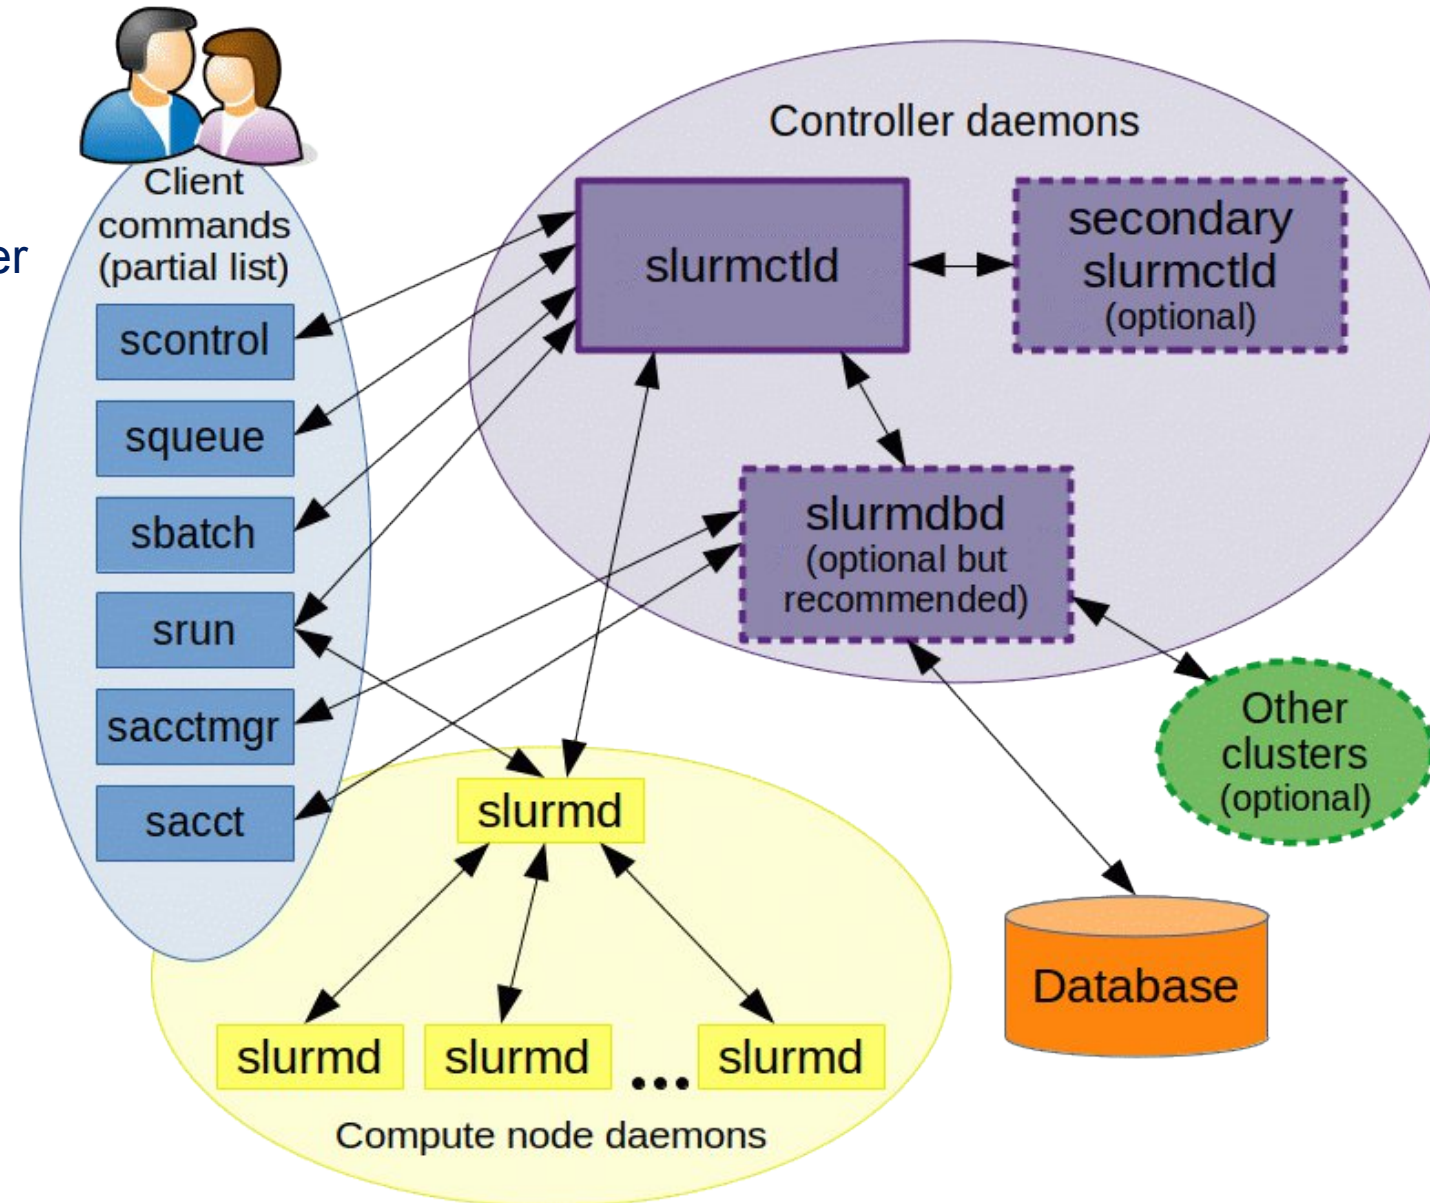 Client
commands
(partial list)
er
scontrol
squeue
sbatch
srun
sacctmgr
sacct
Controller daemons
slurmctld
secondary
slurmctld
(optional)
slurmdbd
(optional but
recommended)
Other
clusters
(optional)
Database
slurmd
slurmd
slurmd
...
slurmd
Compute node daemons